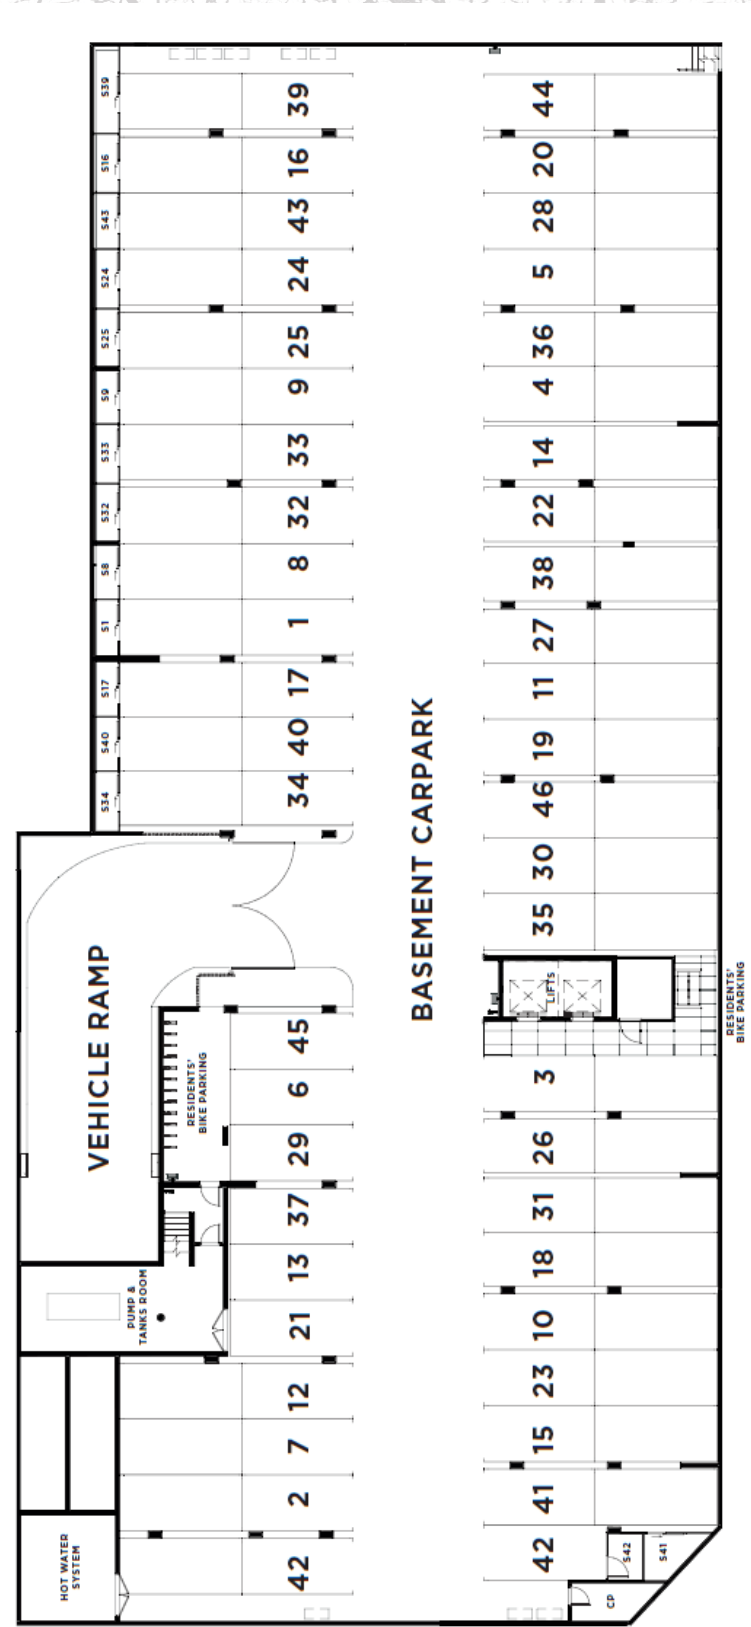 S39
39
44
S16
16
20
S43
43
28
S24
24
5
S25
25
36
S9
9
4
S33
33
14
S32
32
22
S8
8
38
S1
1
27
S17
17
11
S40
40
19
S34
34
46
30
35
BASEMENT CARPARK
VEHICLE RAMP
LIFTS
RESIDENTS'
BIKE PARKING
RESIDENTS'
BIKE PARKING
45
6
3
29
26
37
31
13
18
PUMP &
TANKS ROOM
21
10
12
23
7
15
2
41
42
42
S42
S41
HOT WATER
SYSTEM
CP